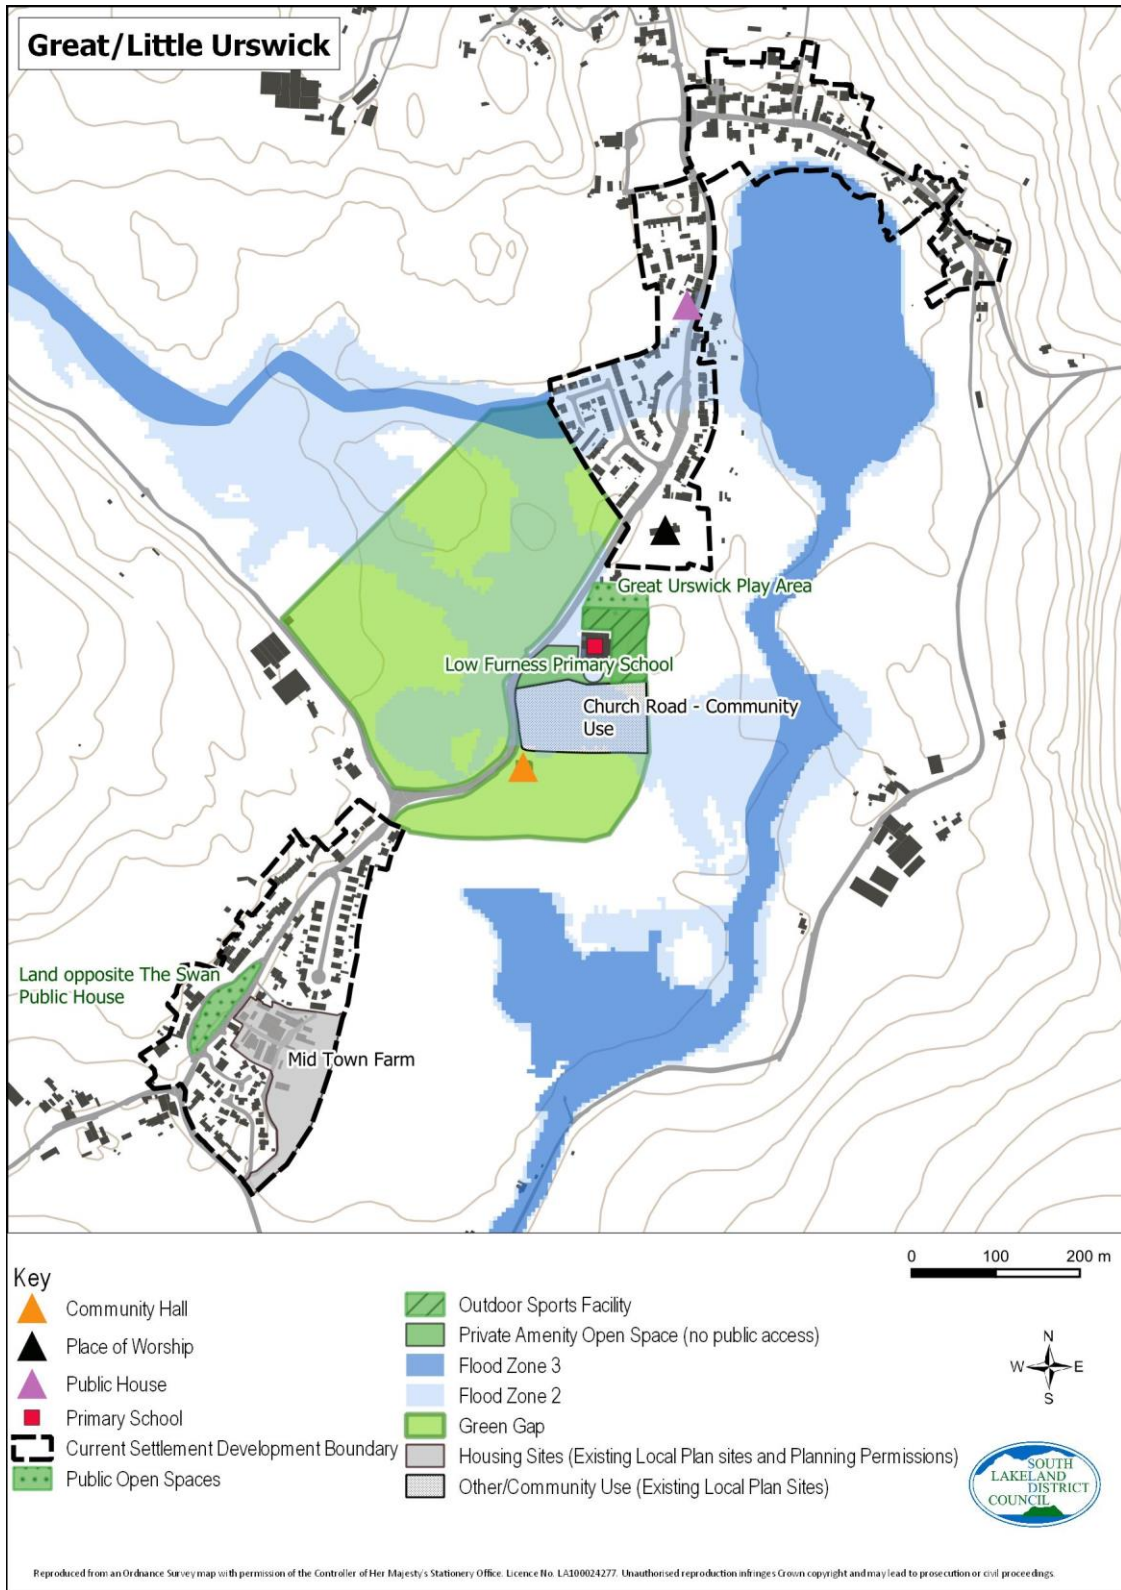 Great/Little Urswick
Great Urswick Play Area
Low Furness Primary School
Church Road - Community
Use
Land opposite The Swan
Public House
Mid Town Farm
0 100 200 m
Key
Community Hall
Place of Worship
Public House
Primary School
Current Settlement Development Boundary
Public Open Spaces
Outdoor Sports Facility
Private Amenity Open Space (no public access)
Flood Zone 3
Flood Zone 2
Green Gap
Housing Sites (Existing Local Plan sites and Planning Permissions)
Other/Community Use (Existing Local Plan Sites)
N
W E
S
SOUTH
LAKELAND
DISTRICT
COUNCIL
Reproduced from an Ordnance Survey map with permission of the Controller of Her Majesty's Stationery Office. Licence No. LA100024277. Unauthorised reproduction infringes Crown copyright and may lead to prosecution or civil proceedings.